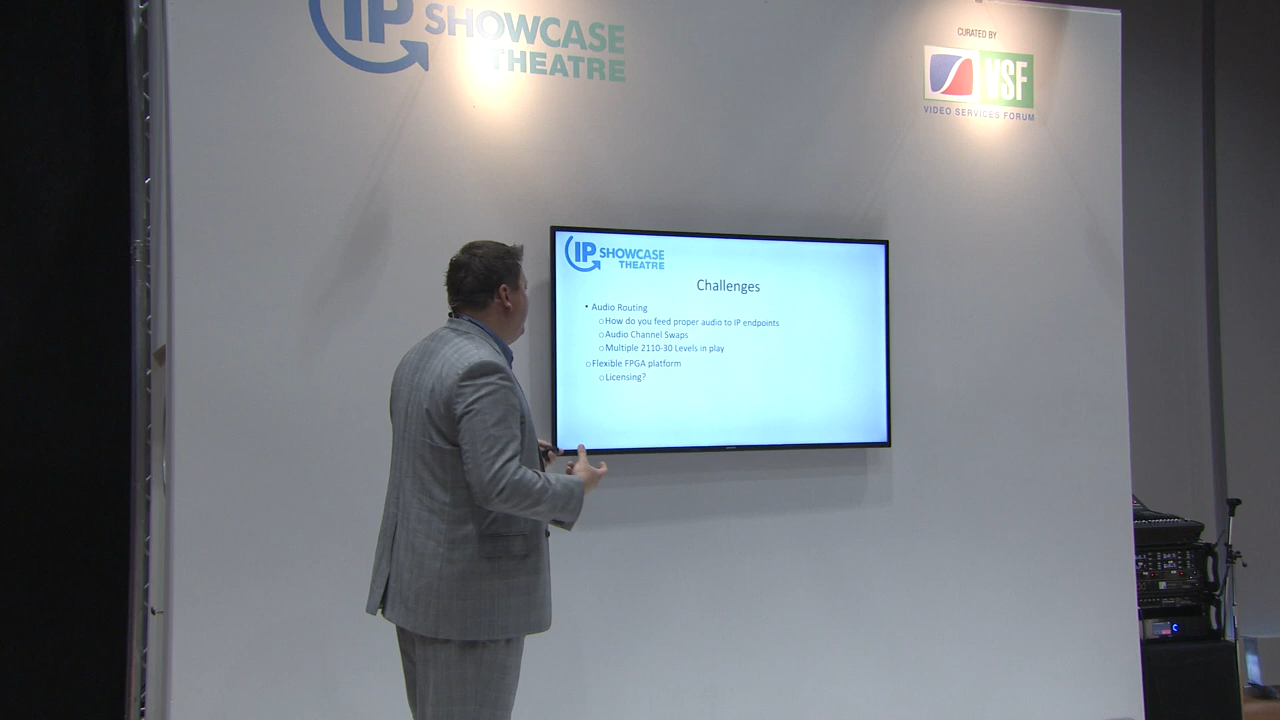 IP SHOWCASE
THEATRE
CURATED BY
VSF
VIDEO SERVICES FORUM
IP SHOWCASE
THEATRE
Challenges
• Audio Routing
○ How do you feed proper audio to IP endpoints
○ Audio Channel Swaps
○ Multiple 2110-30 Levels in play
○ Flexible FPGA platform
○ Licensing?